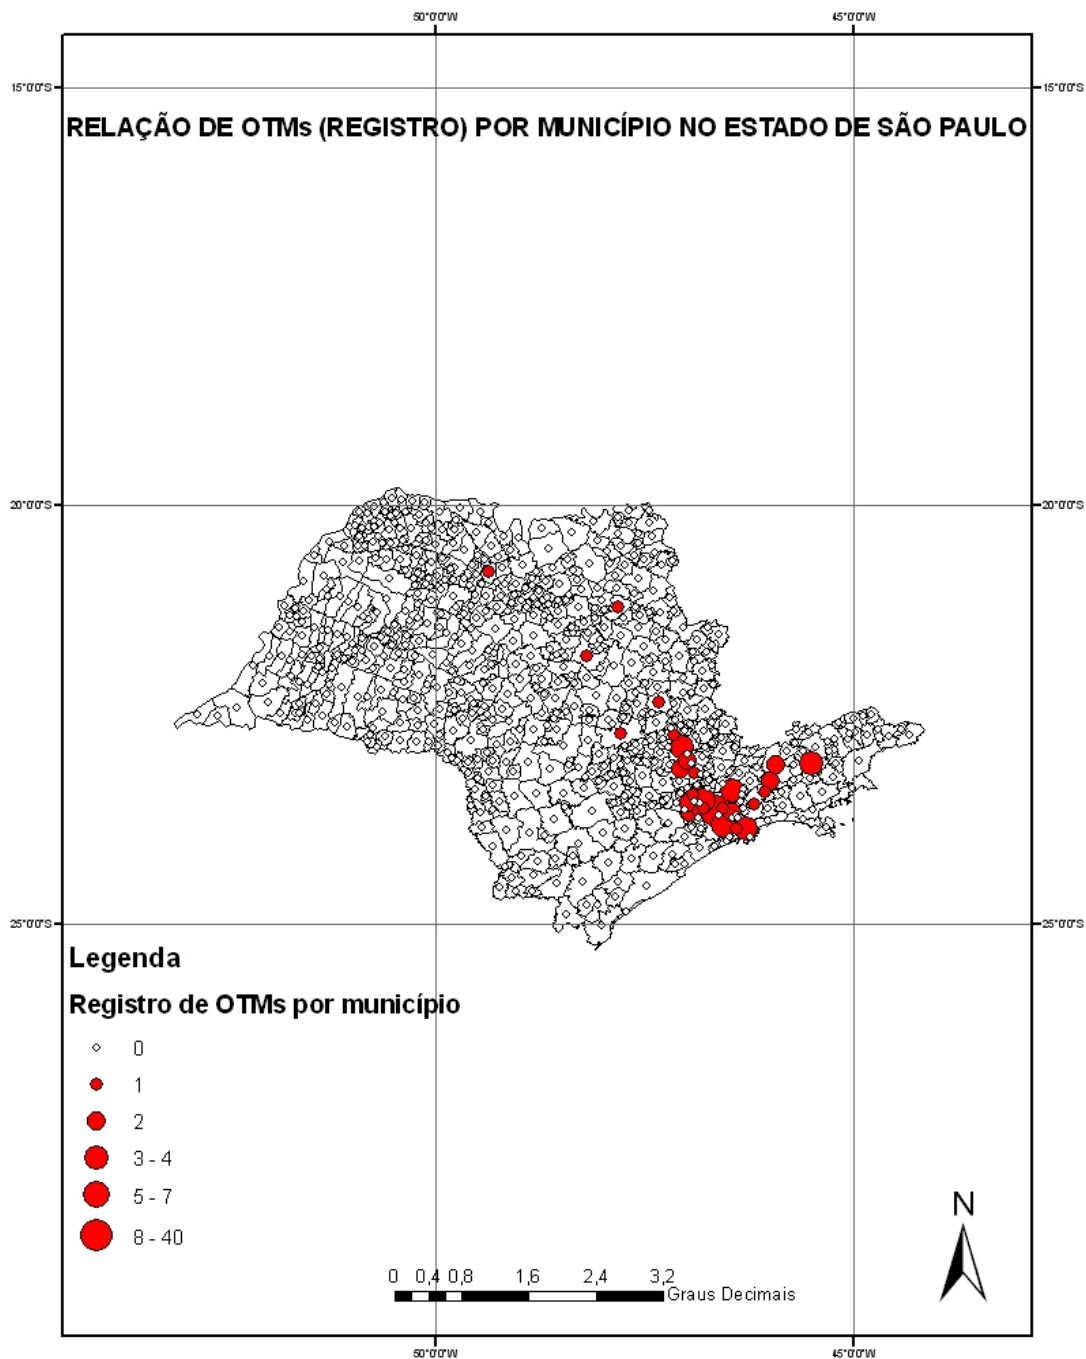 50°0'0"W 45°0'0"W
15°0'0"S 15°0'0"S
RELAÇÃO DE OTMs (REGISTRO) POR MUNICÍPIO NO ESTADO DE SÃO PAULO
20°0'0"S 20°0'0"S
25°0'0"S 25°0'0"S
Legenda
Registro de OTMs por município
0
1
2
3 - 4
5 - 7
8 - 40
N
0 0,4 0,8 1,6 2,4 3,2
Graus Decimais
50°0'0"W 45°0'0"W